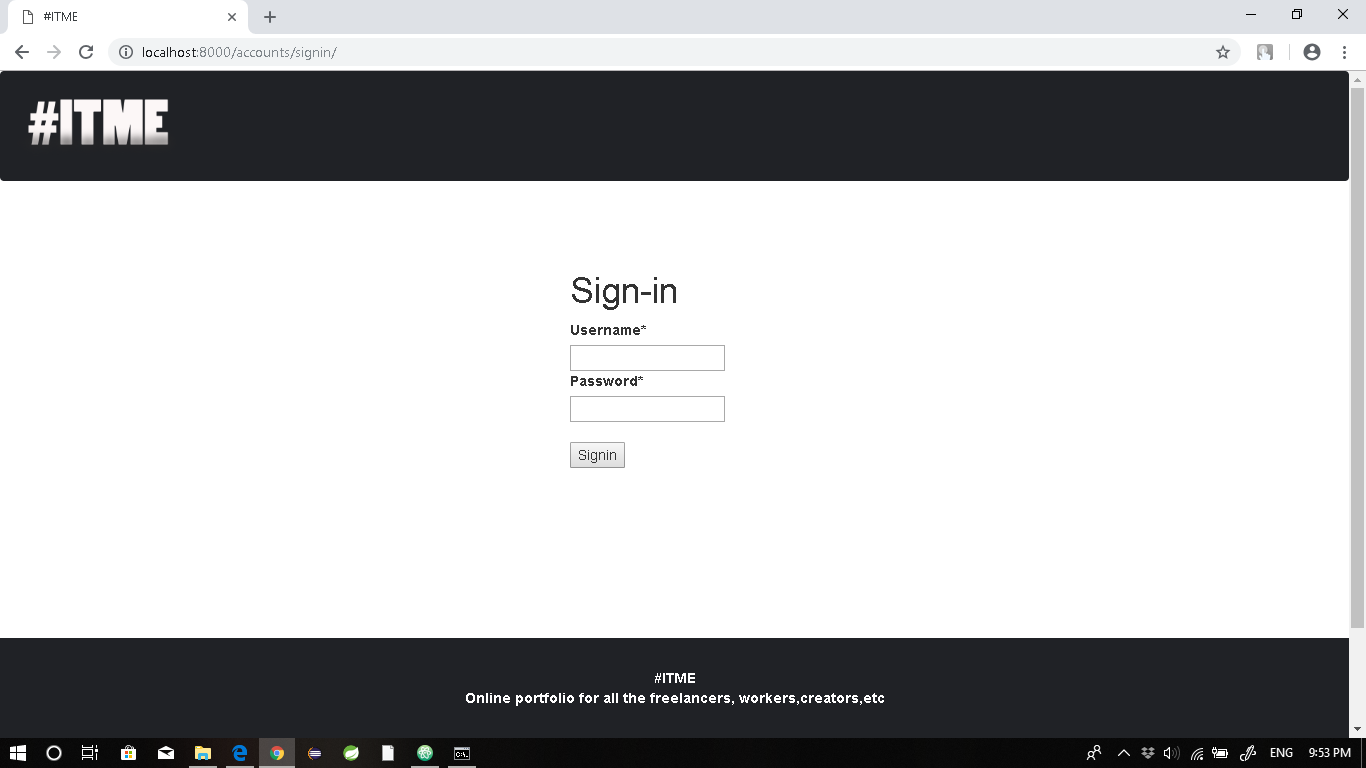 #ITME
localhost:8000/accounts/signin/
#ITME
Sign-in
Username*
Password*
Signin
#ITME
Online portfolio for all the freelancers, workers,creators,etc
ENG
9:53 PM